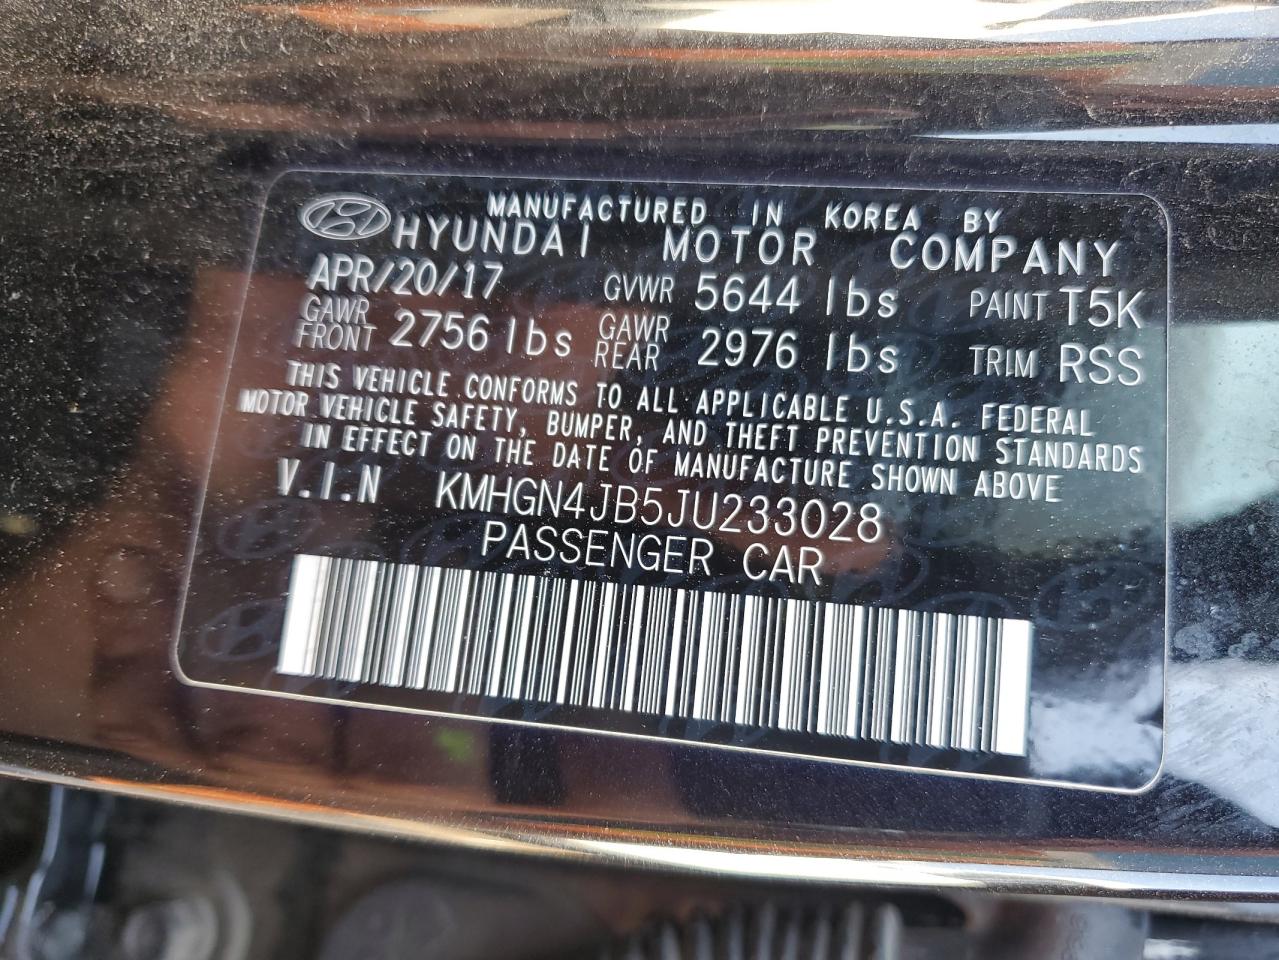 MANUFACTURED IN KOREA BY
HYUNDAI MOTOR COMPANY
APR/20/17 GVWR 5644 lbs PAINT T5K
GAWR FRONT 2756 lbs GAWR REAR 2976 lbs TRIM RSS
THIS VEHICLE CONFORMS TO ALL APPLICABLE U.S.A. FEDERAL
MOTOR VEHICLE SAFETY, BUMPER, AND THEFT PREVENTION STANDARDS
IN EFFECT ON THE DATE OF MANUFACTURE SHOWN ABOVE
V.I.N KMHGN4JB5JU233028
PASSENGER CAR